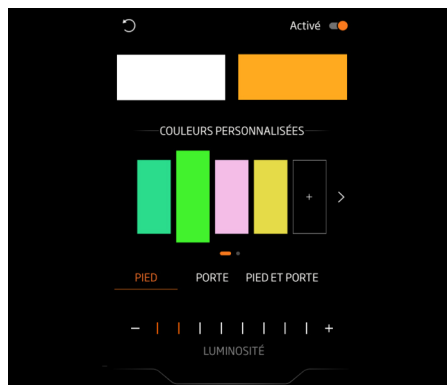 Activé
COULEURS PERSONNALISÉES
+
PIED PORTE PIED ET PORTE
- +
LUMINOSITÉ